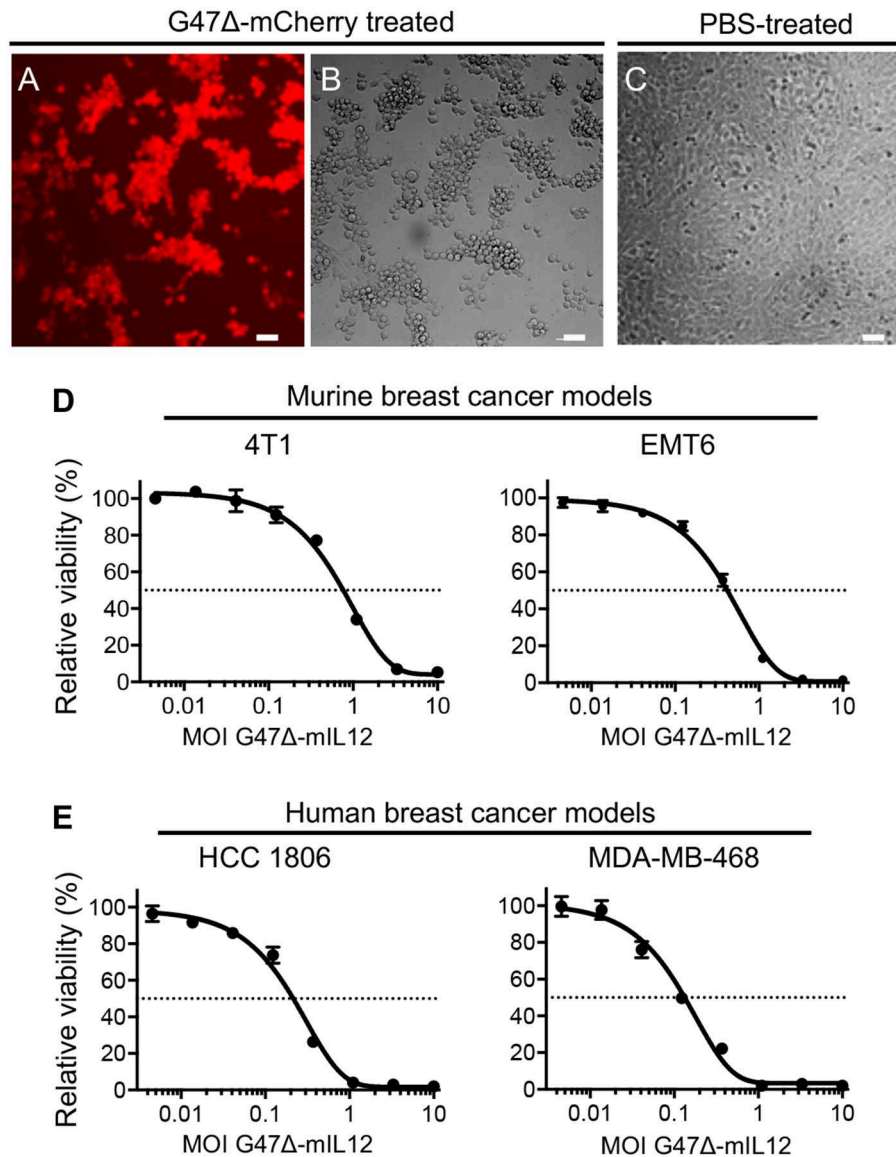 G47Δ-mCherry treated
PBS-treated
A
B
C
D
Murine breast cancer models
4T1
EMT6
Relative viability (%)
100
80
60
40
20
0
0.01
0.1
1
10
MOI G47Δ-mIL12
100
80
60
40
20
0
0.01
0.1
1
10
MOI G47Δ-mIL12
E
Human breast cancer models
HCC 1806
MDA-MB-468
Relative viability (%)
100
80
60
40
20
0
0.01
0.1
1
10
MOI G47Δ-mIL12
100
80
60
40
20
0
0.01
0.1
1
10
MOI G47Δ-mIL12